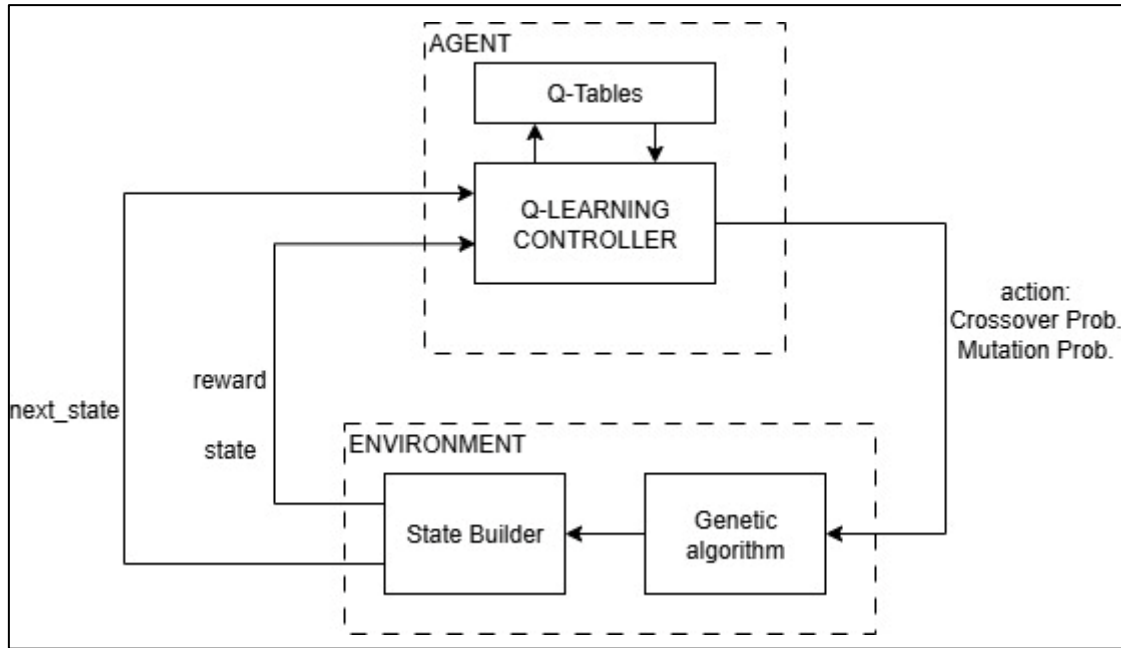 AGENT
Q-Tables
Q-LEARNING
CONTROLLER
action:
Crossover Prob.
Mutation Prob.
reward
next_state
state
ENVIRONMENT
State Builder
Genetic
algorithm